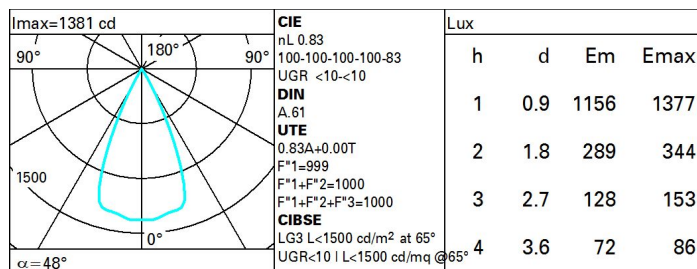 Imax=1381 cd
90°
180°
90°
1500
0°
α=48°
CIE
nL 0.83
100-100-100-100-83
UGR <10-<10
DIN
A.61
UTE
0.83A+0.00T
F"1=999
F"1+F"2=1000
F"1+F"2+F"3=1000
CIBSE
LG3 L<1500 cd/m² at 65°
UGR<10 | L<1500 cd/mq @65°
Lux
h d Em Emax
1 0.9 1156 1377
2 1.8 289 344
3 2.7 128 153
4 3.6 72 86